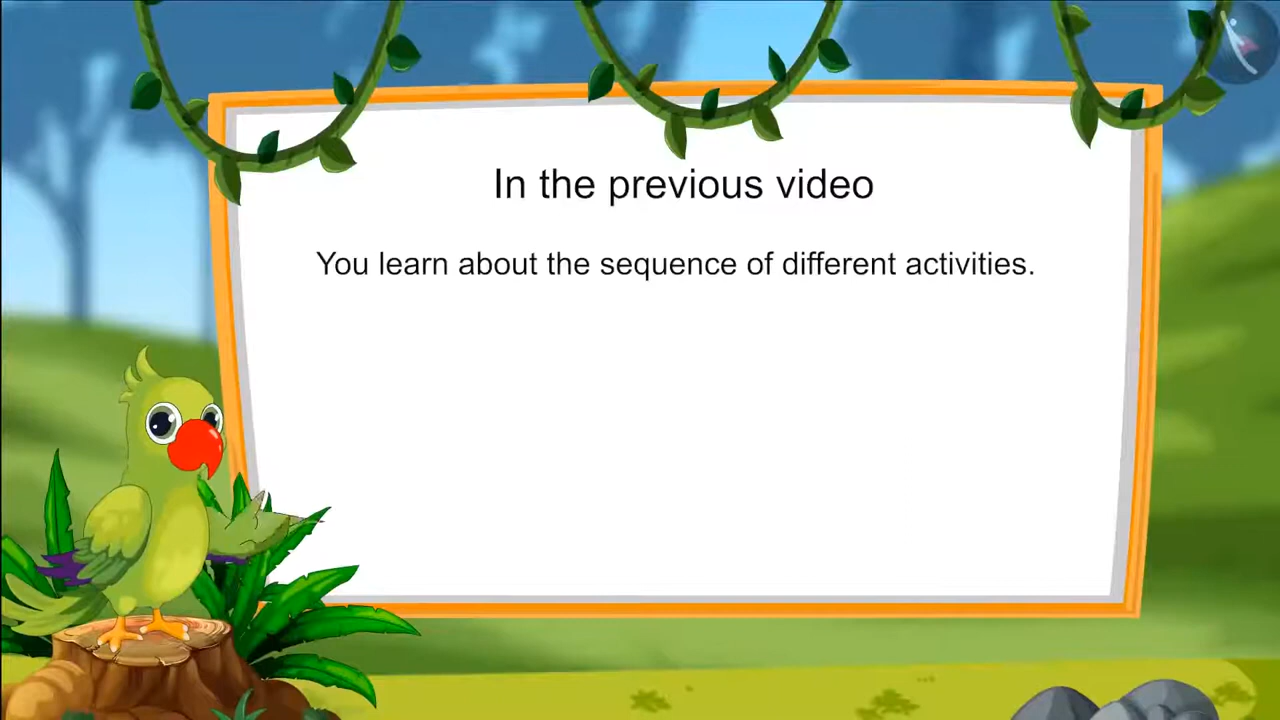 In the previous video
You learn about the sequence of different activities.